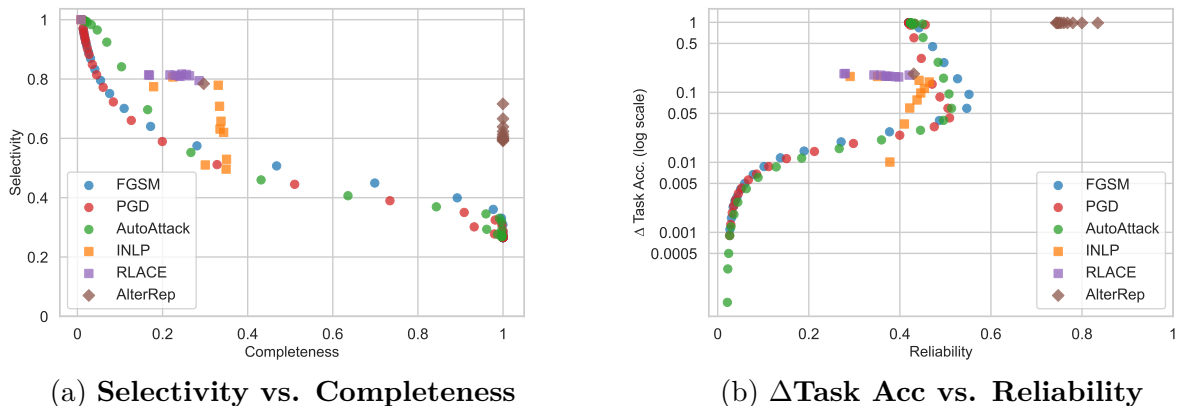 1
0.8
0.6
0.4
0.2
0
Selectivity
0 0.2 0.4 0.6 0.8 1
Completeness
FGSM
PGD
AutoAttack
INLP
RLACE
AlterRep
(a) Selectivity vs. Completeness
1
0.5
0.1
0.05
0.01
0.005
0.001
0.0005
Δ Task Acc. (log scale)
0 0.2 0.4 0.6 0.8 1
Reliability
FGSM
PGD
AutoAttack
INLP
RLACE
AlterRep
(b) ΔTask Acc vs. Reliability